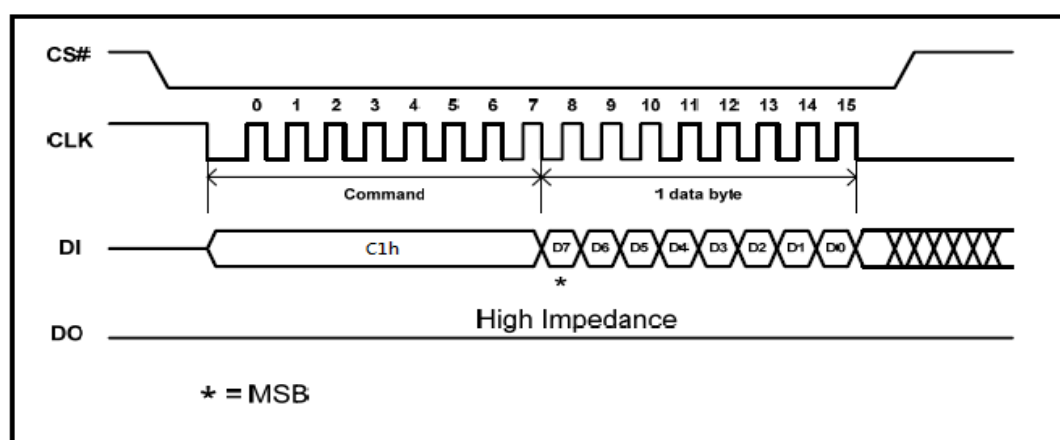 CS#
0 1 2 3 4 5 6 7 8 9 10 11 12 13 14 15
CLK
Command 1 data byte
DI C1h D7 D6 D5 D4 D3 D2 D1 D0
*
High Impedance
DO
* = MSB